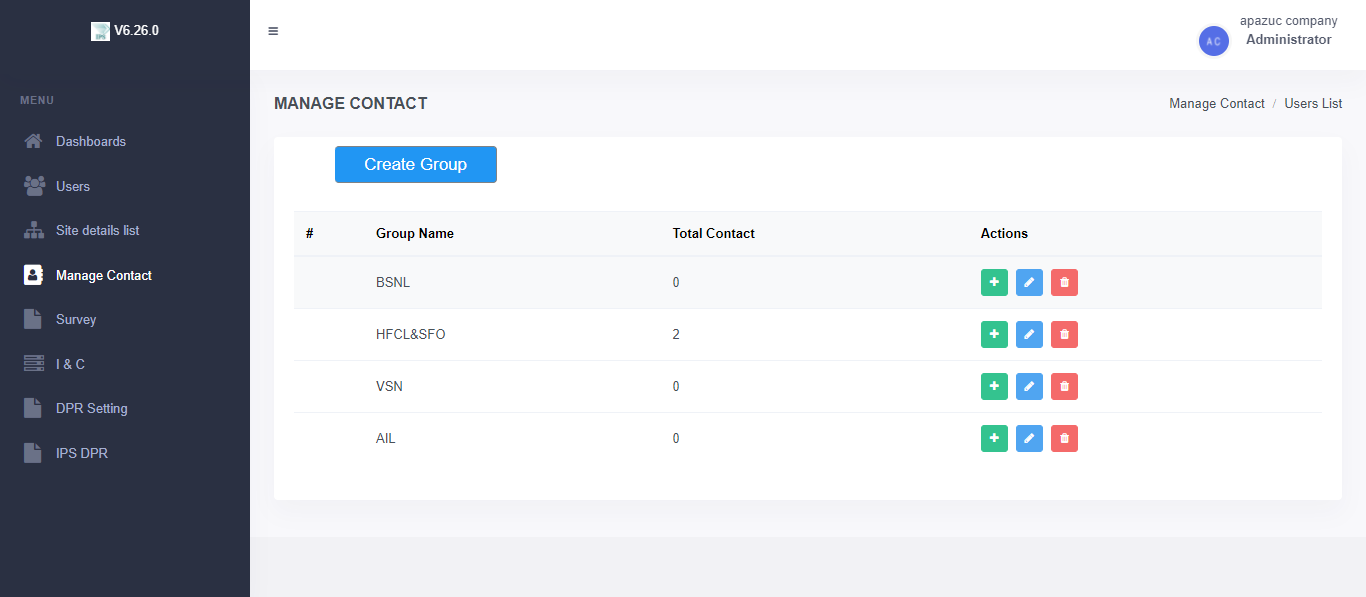 V6.26.0
apazuc company
Administrator
AC
MENU
Dashboards
Users
Site details list
Manage Contact
Survey
I & C
DPR Setting
IPS DPR
MANAGE CONTACT
Manage Contact / Users List
Create Group
# Group Name Total Contact Actions
BSNL 0
HFCL&SFO 2
VSN 0
AIL 0